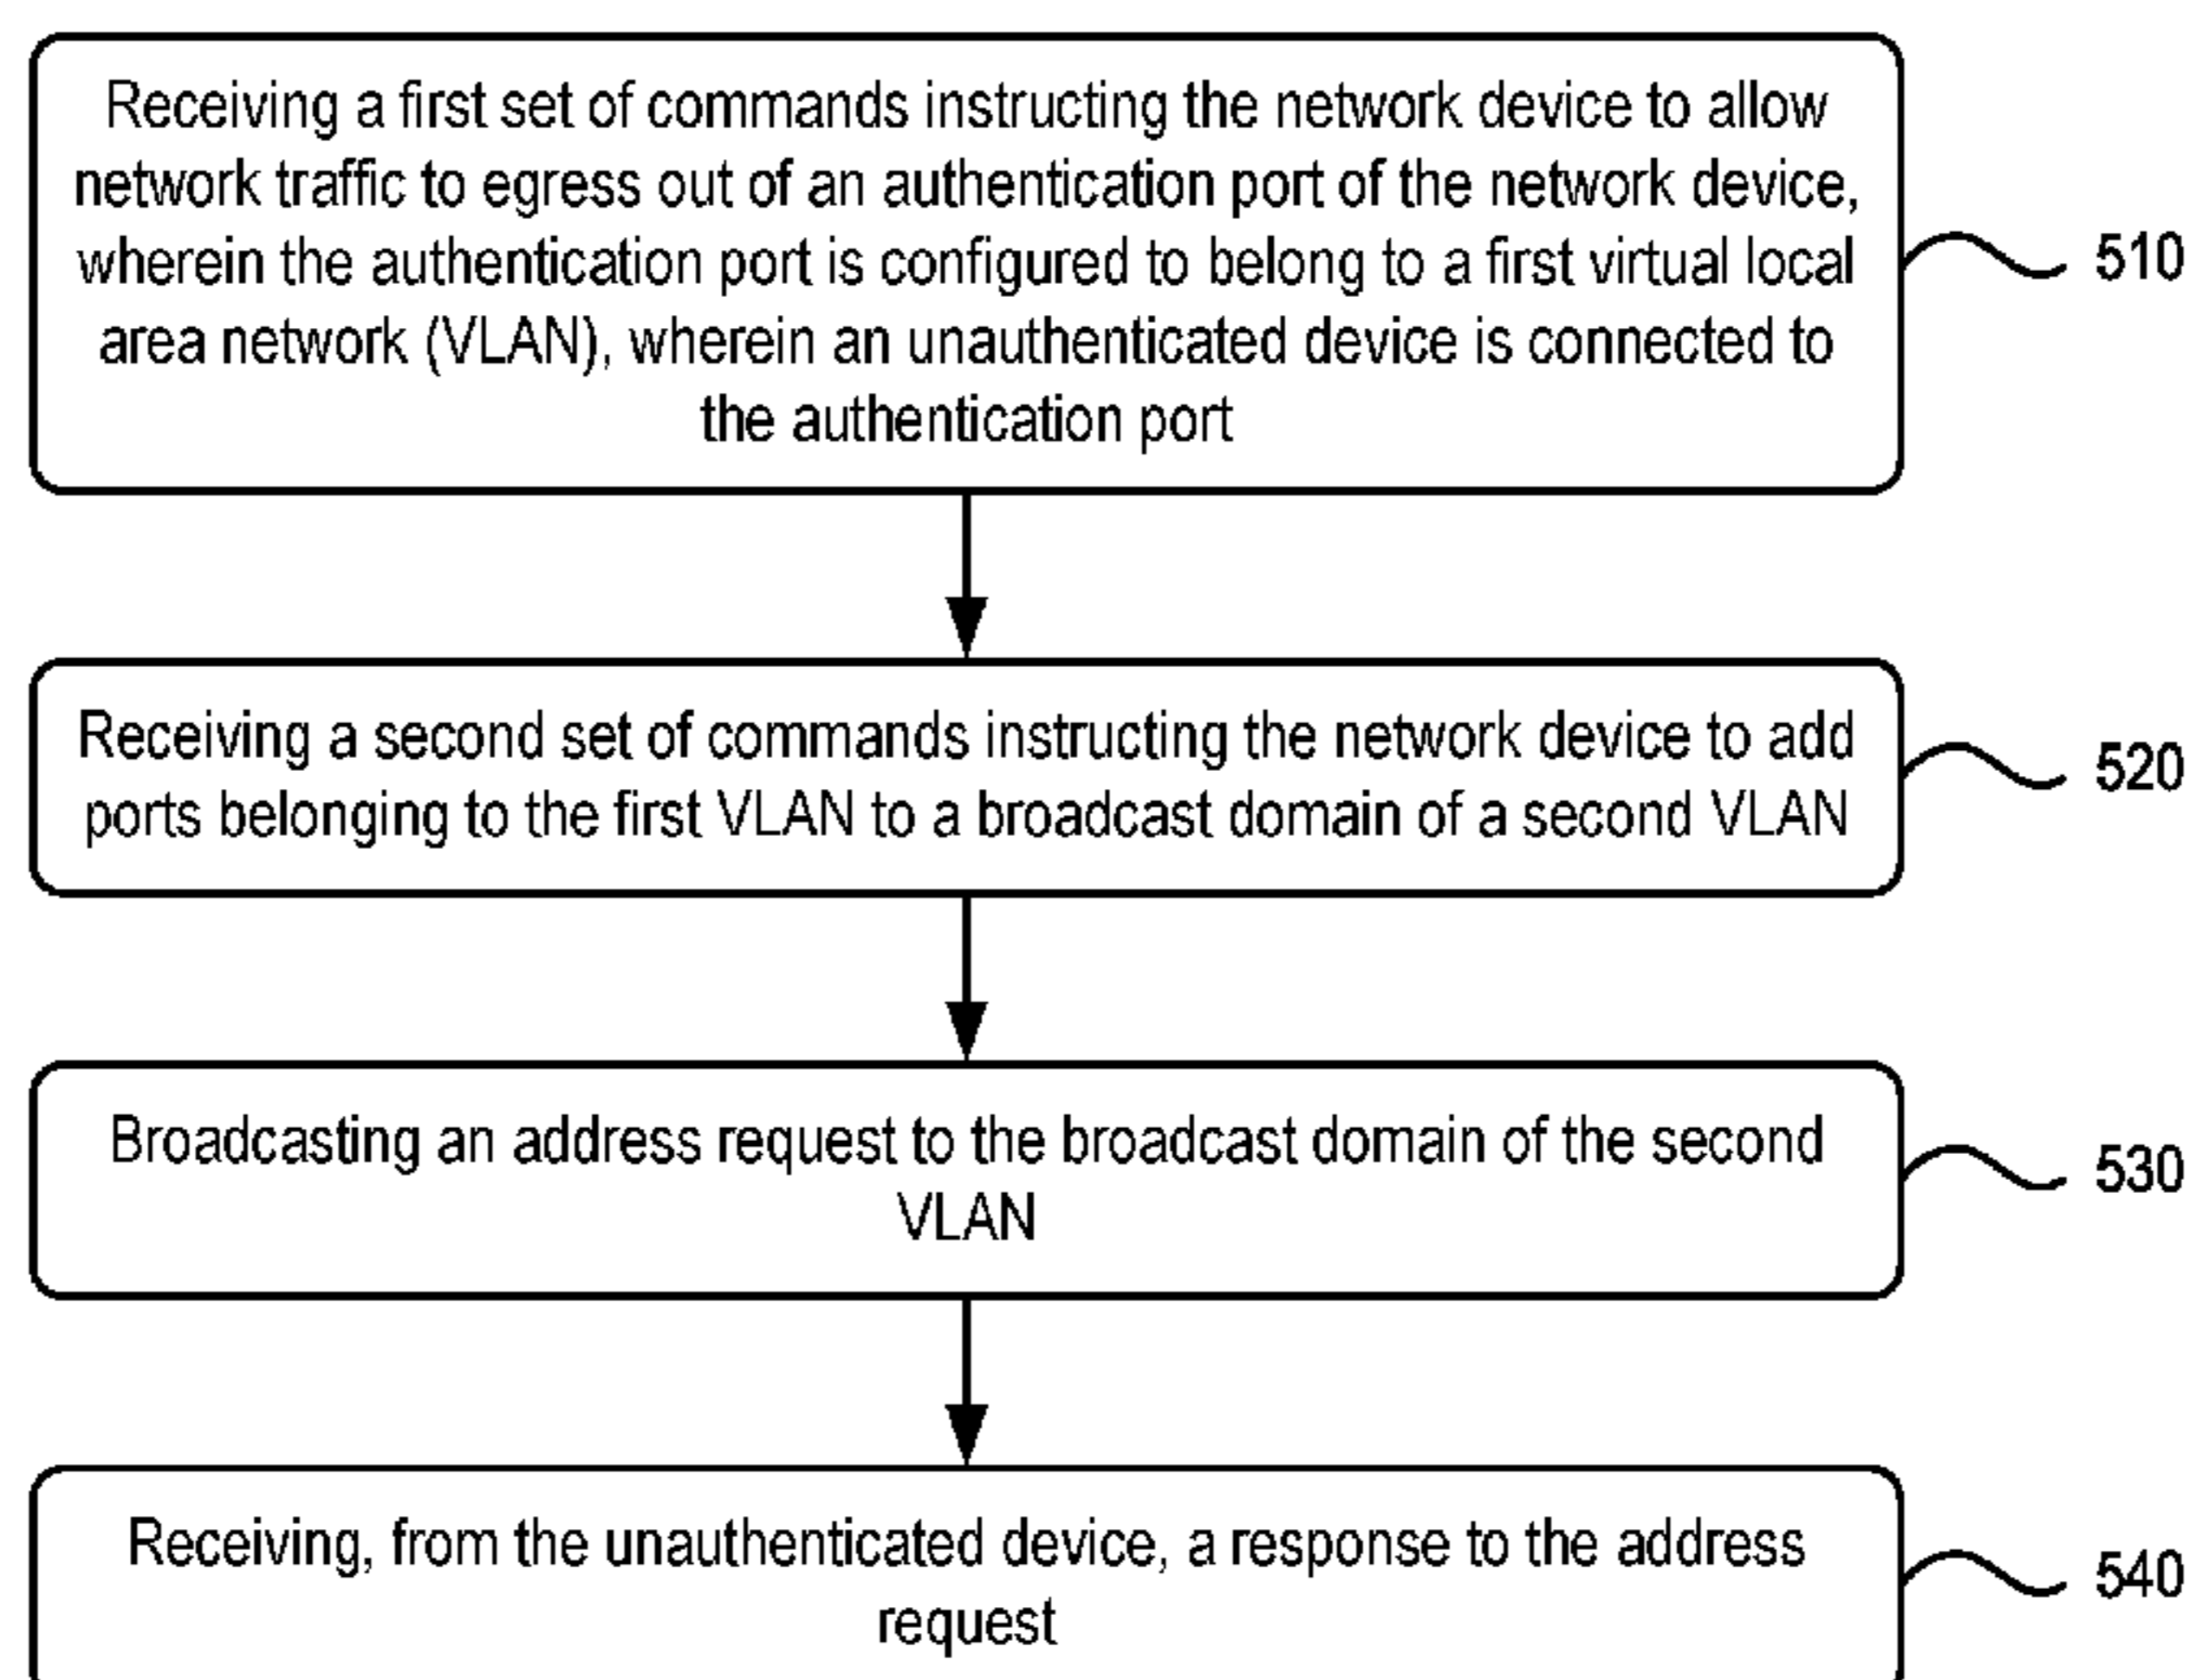 Receiving a first set of commands instructing the network device to allow
network traffic to egress out of an authentication port of the network device,
wherein the authentication port is configured to belong to a first virtual local
area network (VLAN), wherein an unauthenticated device is connected to
the authentication port
510
Receiving a second set of commands instructing the network device to add
ports belonging to the first VLAN to a broadcast domain of a second VLAN
520
Broadcasting an address request to the broadcast domain of the second
VLAN
530
Receiving, from the unauthenticated device, a response to the address
request
540